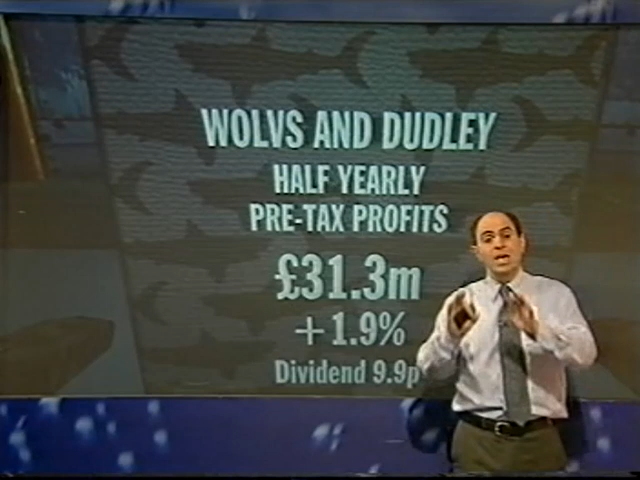 WOLVS AND DUDLEY
HALF YEARLY
PRE-TAX PROFITS
£31.3m
+1.9%
Dividend 9.9p